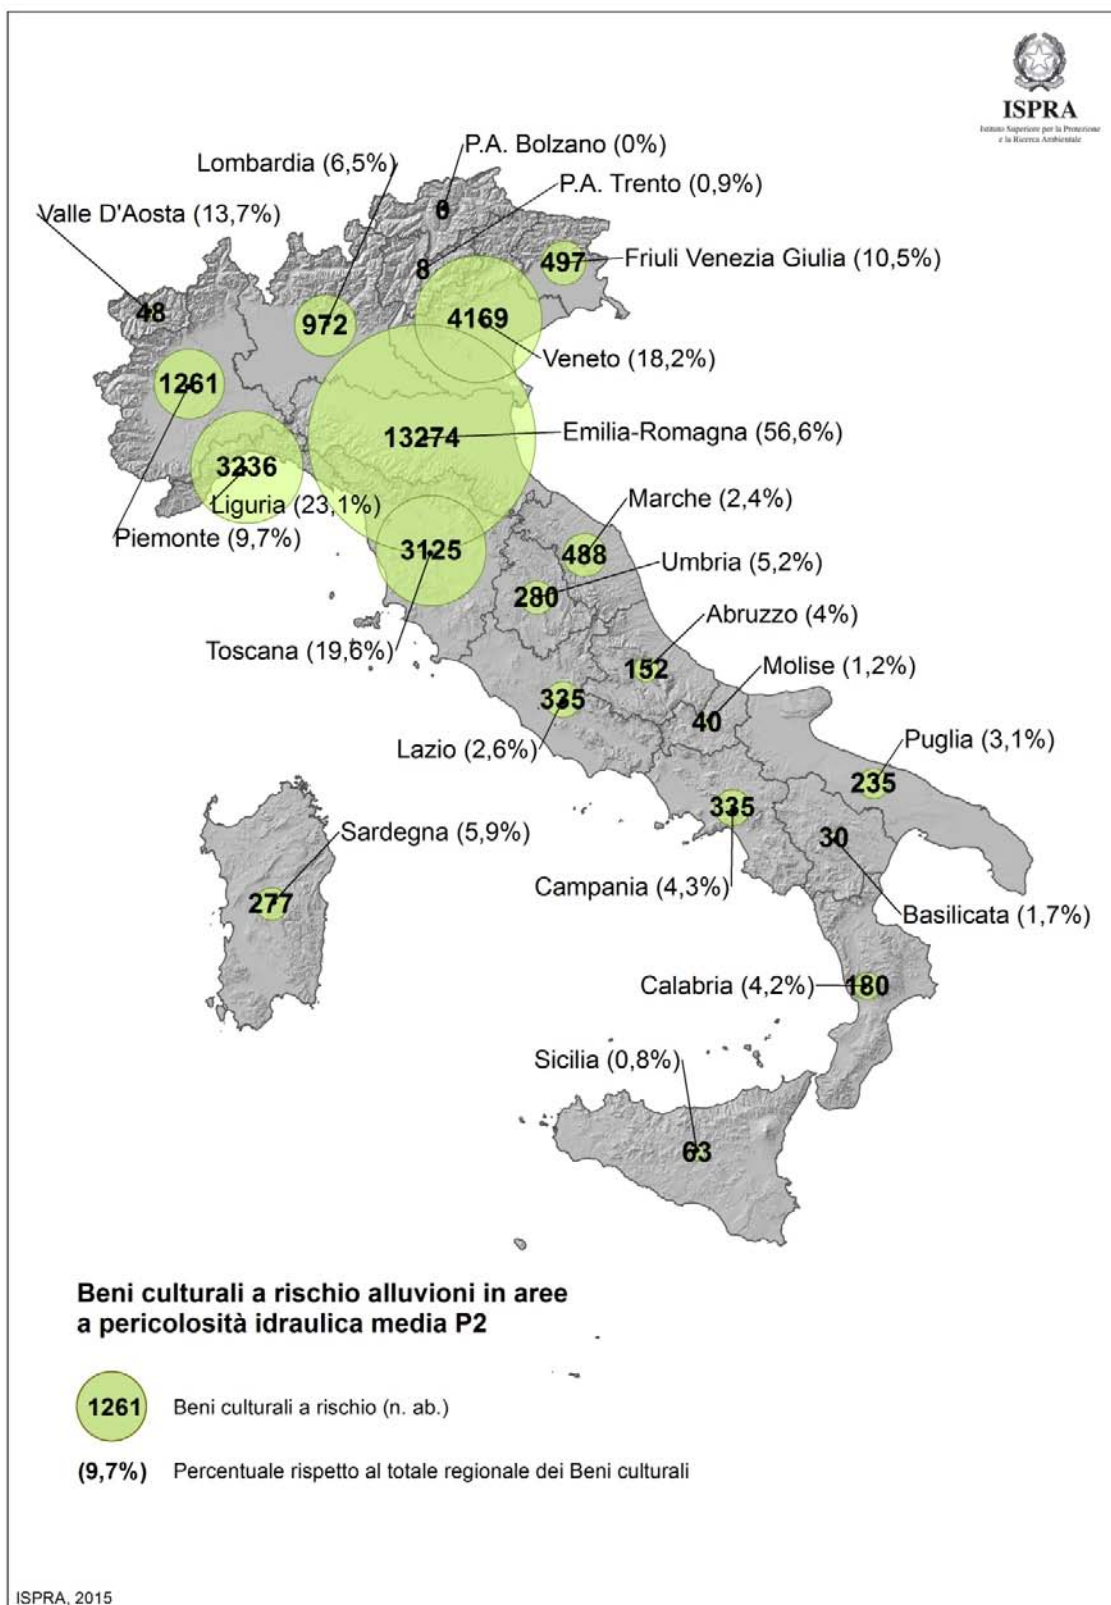 ISPRA
Istituto Superiore per la Protezione
e la Ricerca Ambientale
P.A. Bolzano (0%)
Lombardia (6,5%)
P.A. Trento (0,9%)
Valle D'Aosta (13,7%)
0
8
497
Friuli Venezia Giulia (10,5%)
48
972
4169
Veneto (18,2%)
1261
13274
Emilia-Romagna (56,6%)
3236
Liguria (23,1%)
Piemonte (9,7%)
Marche (2,4%)
3125
488
Umbria (5,2%)
280
Abruzzo (4%)
Toscana (19,6%)
152
Molise (1,2%)
335
40
Lazio (2,6%)
Puglia (3,1%)
235
335
30
Sardegna (5,9%)
Campania (4,3%)
277
Basilicata (1,7%)
Calabria (4,2%)
180
Sicilia (0,8%)
63
Beni culturali a rischio alluvioni in aree
a pericolosità idraulica media P2
1261 Beni culturali a rischio (n. ab.)
(9,7%) Percentuale rispetto al totale regionale dei Beni culturali
ISPRA, 2015